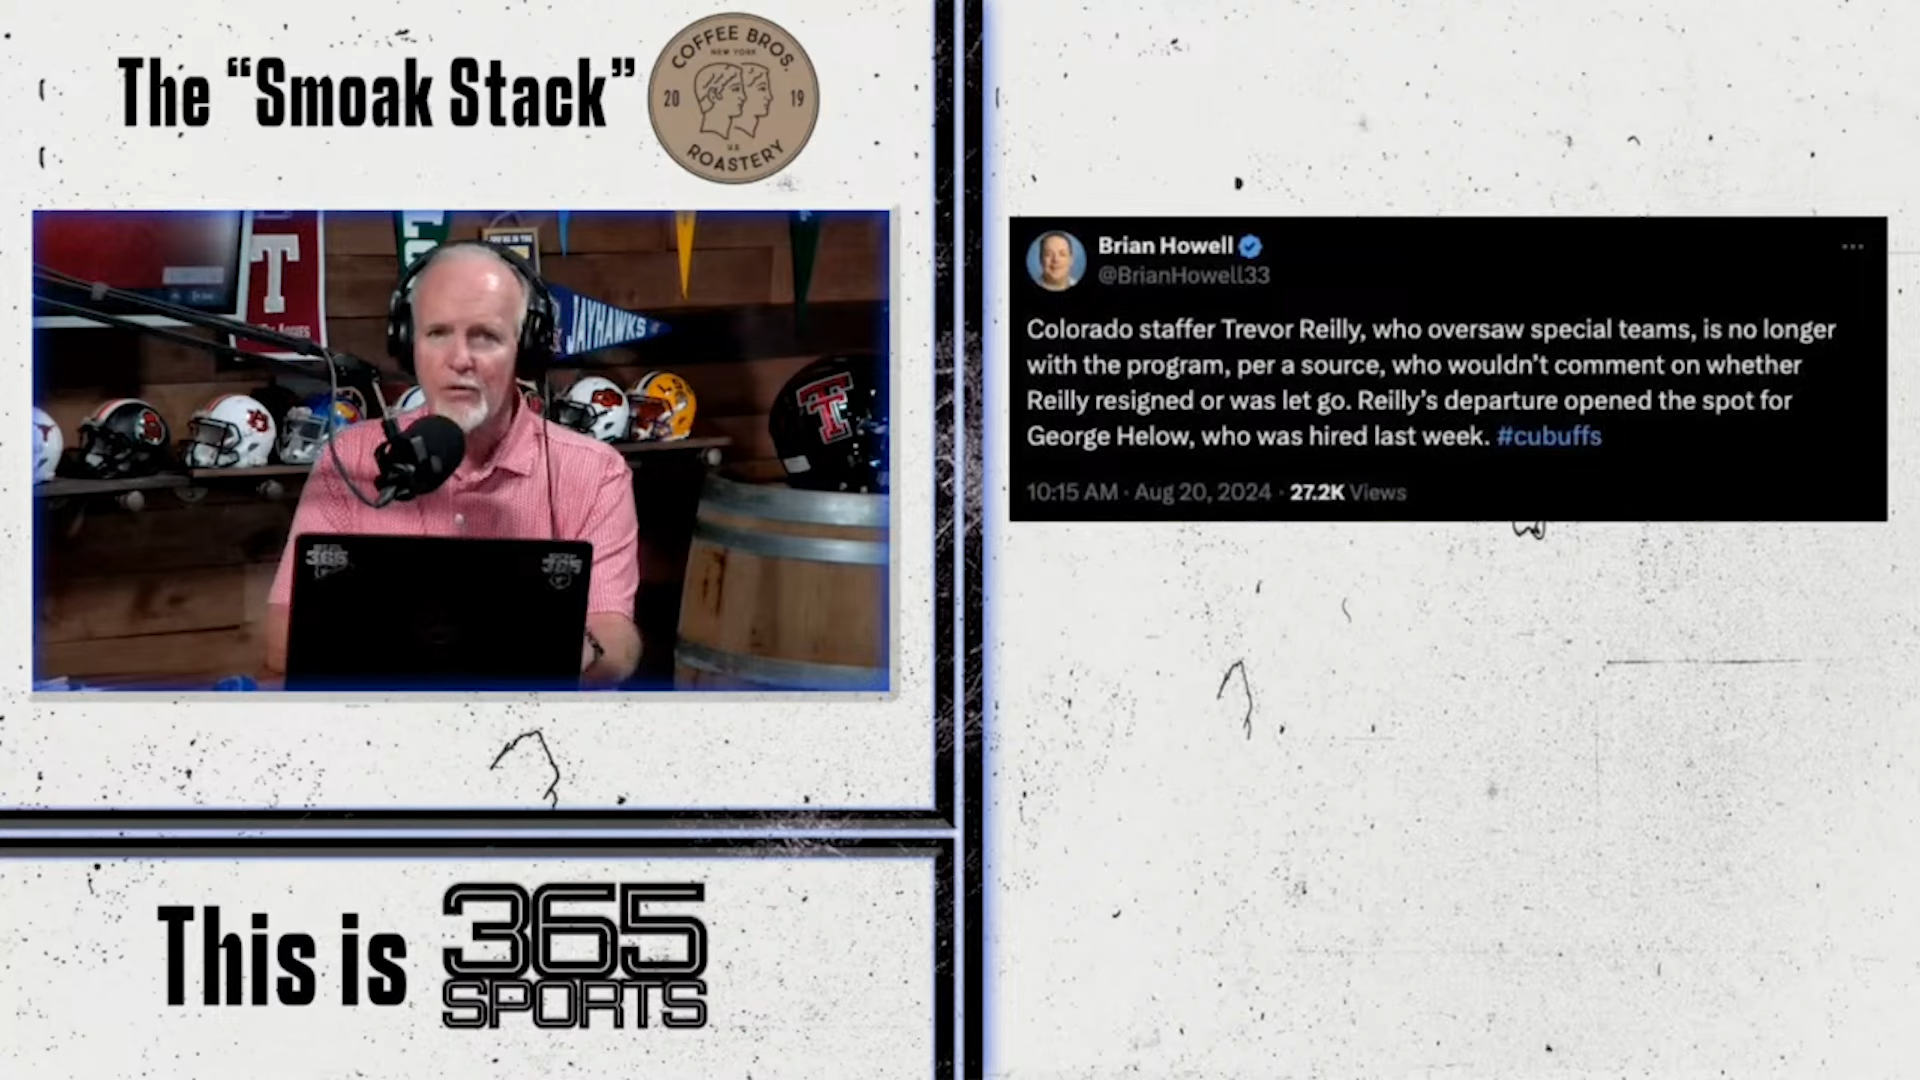 The “Smoak Stack”
COFFEE BROS.
NEW YORK
20 19
U.S
ROASTERY
T
JAYHAWKS
T
365
365
Brian Howell
@BrianHowell33
Colorado staffer Trevor Reilly, who oversaw special teams, is no longer
with the program, per a source, who wouldn’t comment on whether
Reilly resigned or was let go. Reilly’s departure opened the spot for
George Helow, who was hired last week. #cubuffs
10:15 AM · Aug 20, 2024 · 27.2K Views
This is
365
SPORTS